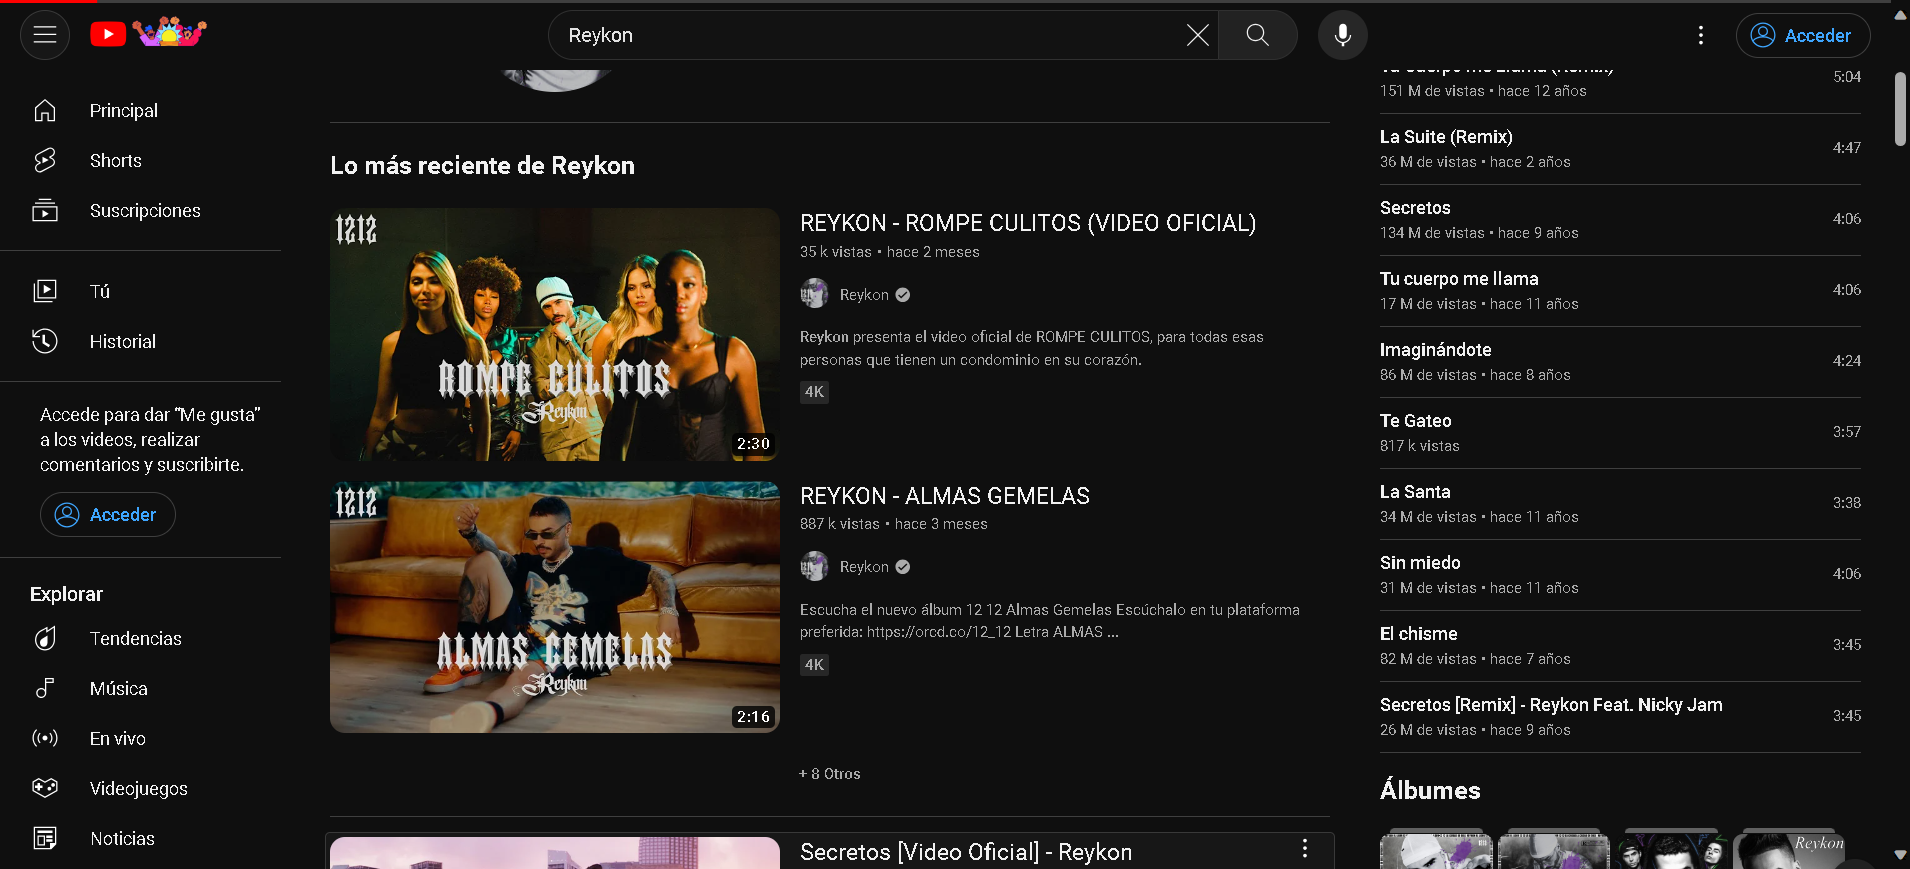 Reykon
Acceder
Principal
Shorts
Suscripciones
Tú
Historial
Accede para dar “Me gusta”
a los videos, realizar
comentarios y suscribirte.
Acceder
Explorar
Tendencias
Música
En vivo
Videojuegos
Noticias
Lo más reciente de Reykon
1212
ROMPE CULITOS
Reykon
2:30
REYKON - ROMPE CULITOS (VIDEO OFICIAL)
35 k vistas • hace 2 meses
Reykon
Reykon presenta el video oficial de ROMPE CULITOS, para todas esas
personas que tienen un condominio en su corazón.
4K
1212
ALMAS GEMELAS
Reykon
2:16
REYKON - ALMAS GEMELAS
887 k vistas • hace 3 meses
Reykon
Escucha el nuevo álbum 12 12 Almas Gemelas Escúchalo en tu plataforma
preferida: https://orcd.co/12_12 Letra ALMAS ...
4K
+ 8 Otros
Secretos [Video Oficial] - Reykon
Tu cuerpo me Llama (Remix)
5:04
151 M de vistas • hace 12 años
La Suite (Remix)
4:47
36 M de vistas • hace 2 años
Secretos
4:06
134 M de vistas • hace 9 años
Tu cuerpo me llama
4:06
17 M de vistas • hace 11 años
Imaginándote
4:24
86 M de vistas • hace 8 años
Te Gateo
3:57
817 k vistas
La Santa
3:38
34 M de vistas • hace 11 años
Sin miedo
4:06
31 M de vistas • hace 11 años
El chisme
3:45
82 M de vistas • hace 7 años
Secretos [Remix] - Reykon Feat. Nicky Jam
3:45
26 M de vistas • hace 9 años
Álbumes
Reykon